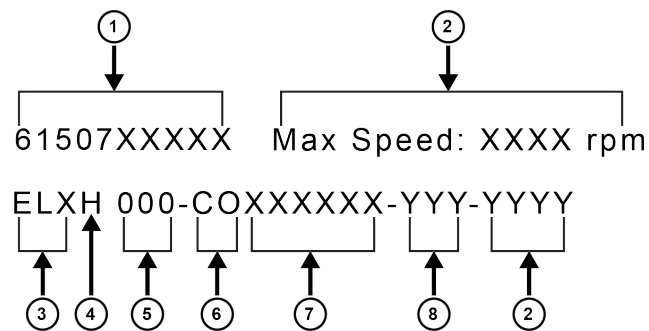 1 2
61507XXXXX Max Speed: XXXX rpm
ELXH 000-COXXXXXX-YYY-YYYY
3 4 5 6 7 8 2